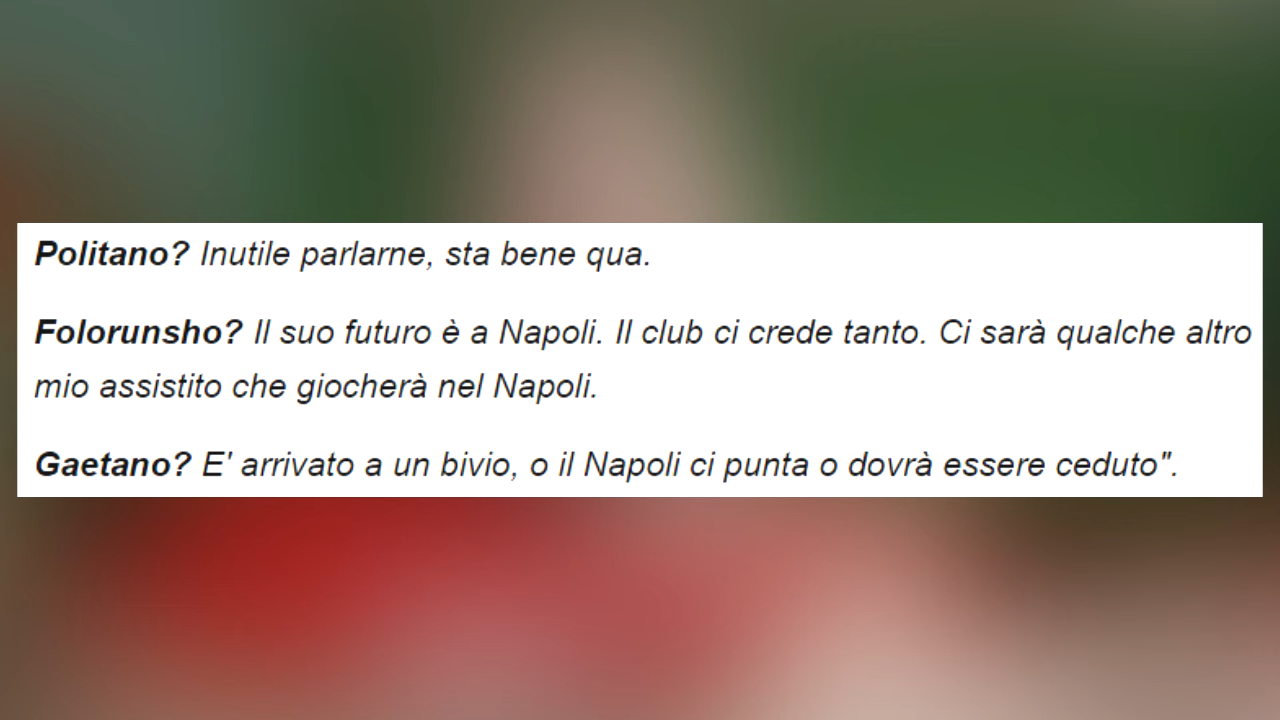 Politano? Inutile parlarne, sta bene qua.
Folorunsho? Il suo futuro è a Napoli. Il club ci crede tanto. Ci sarà qualche altro
mio assistito che giocherà nel Napoli.
Gaetano? E' arrivato a un bivio, o il Napoli ci punta o dovrà essere ceduto".